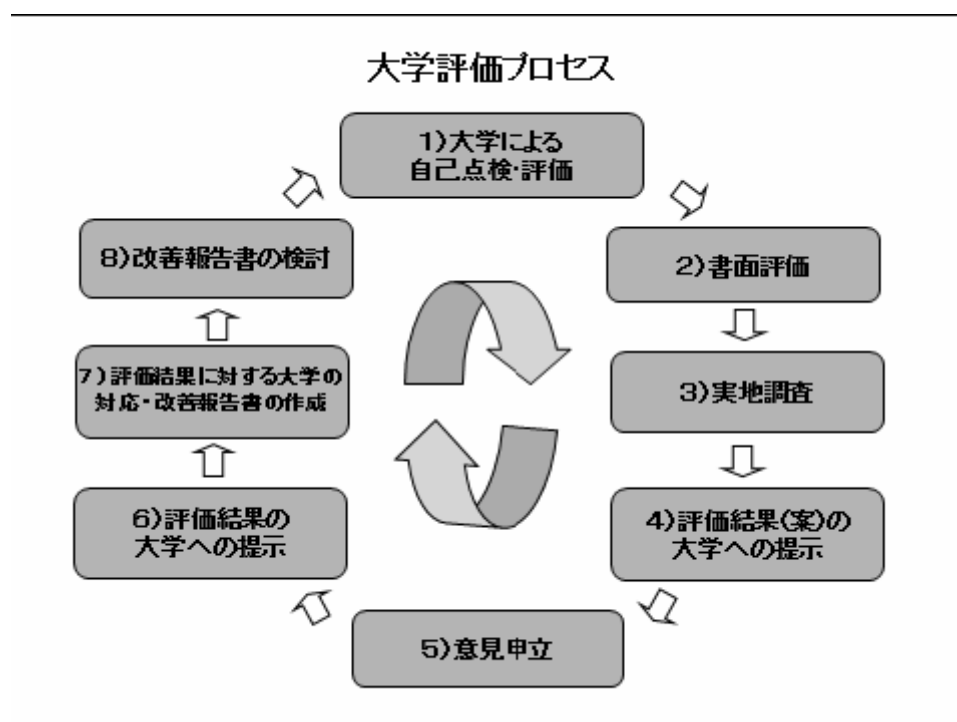 大学評価プロセス
1)大学による
自己点検・評価
2)書面評価
3)実地調査
4)評価結果(案)の
大学への提示
5)意見申立
6)評価結果の
大学への提示
7)評価結果に対する大学の
対応・改善報告書の作成
8)改善報告書の検討